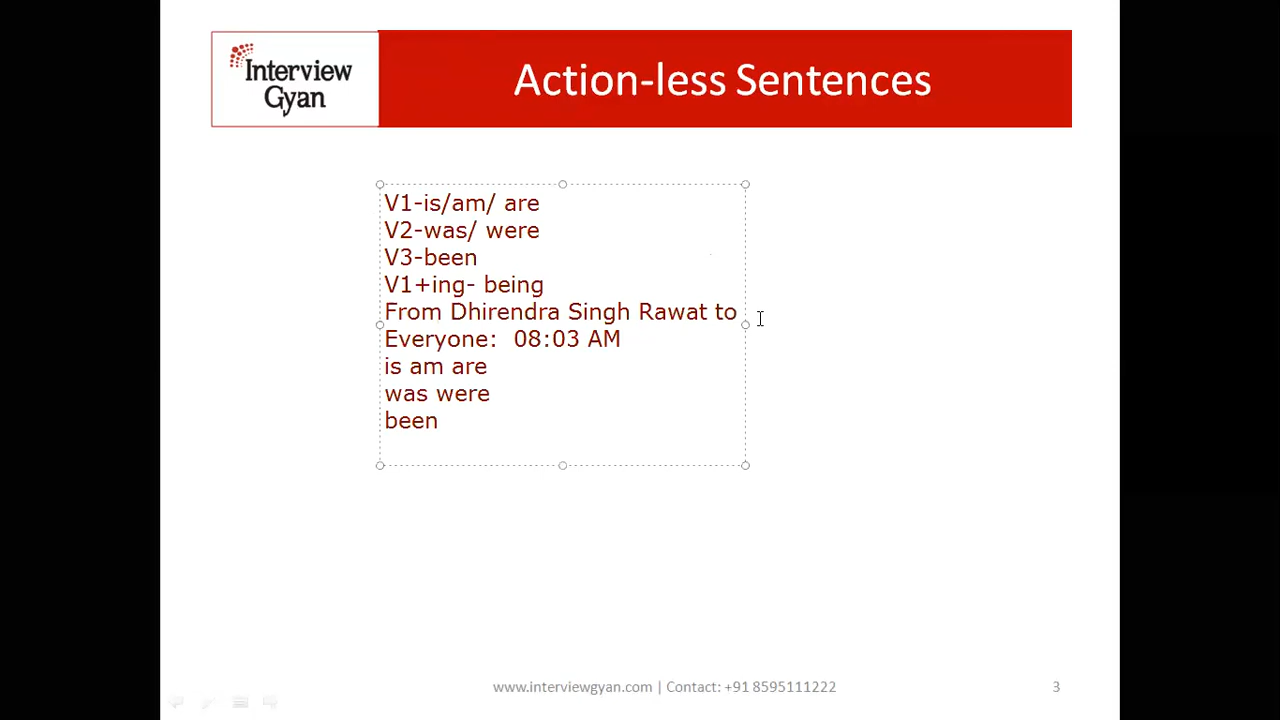 Interview
Gyan
Action-less Sentences
V1-is/am/ are
V2-was/ were
V3-been
V1+ing- being
From Dhirendra Singh Rawat to
Everyone:  08:03 AM
is am are
was were
been
www.interviewgyan.com | Contact: +91 8595111222
3